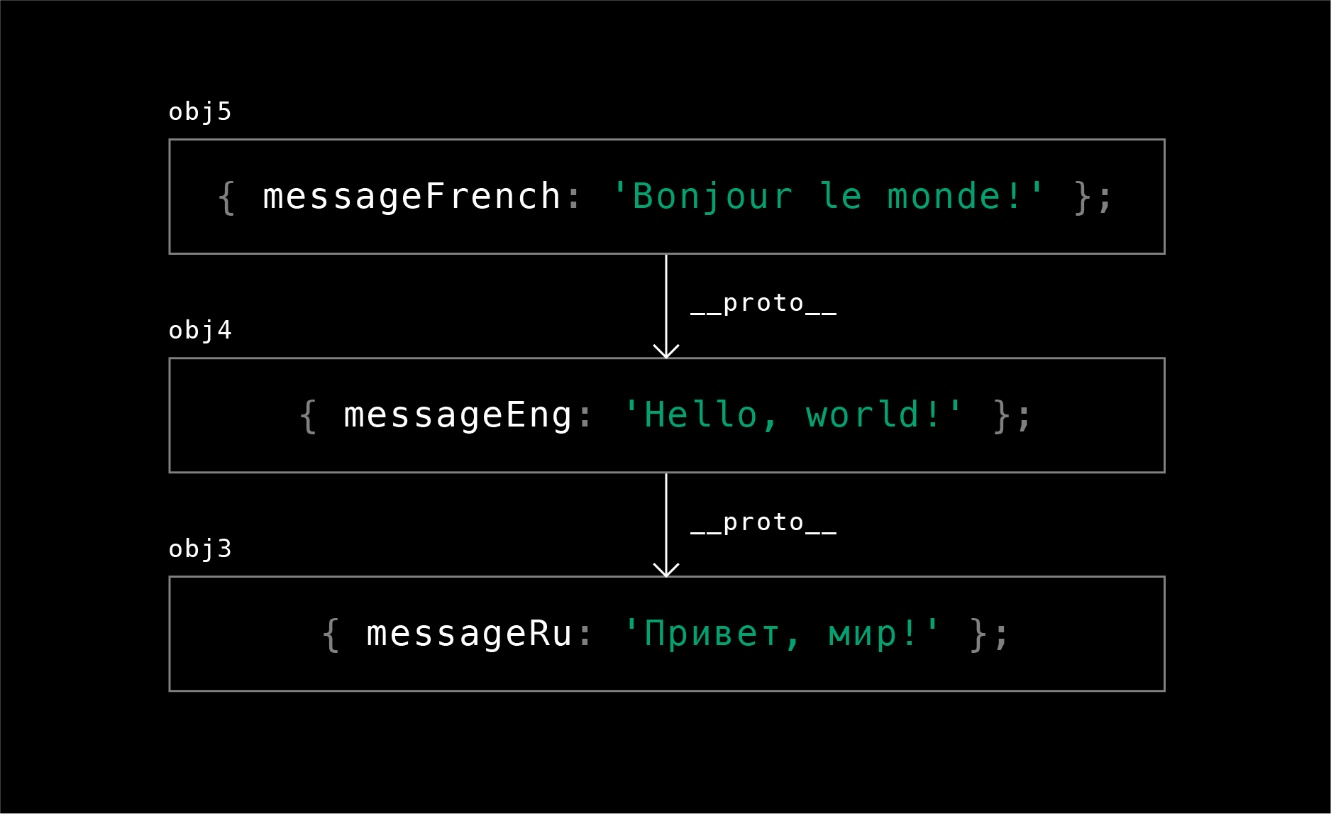 obj5
{ messageFrench: 'Bonjour le monde!' };
__proto__
obj4
{ messageEng: 'Hello, world!' };
__proto__
obj3
{ messageRu: 'Привет, мир!' };